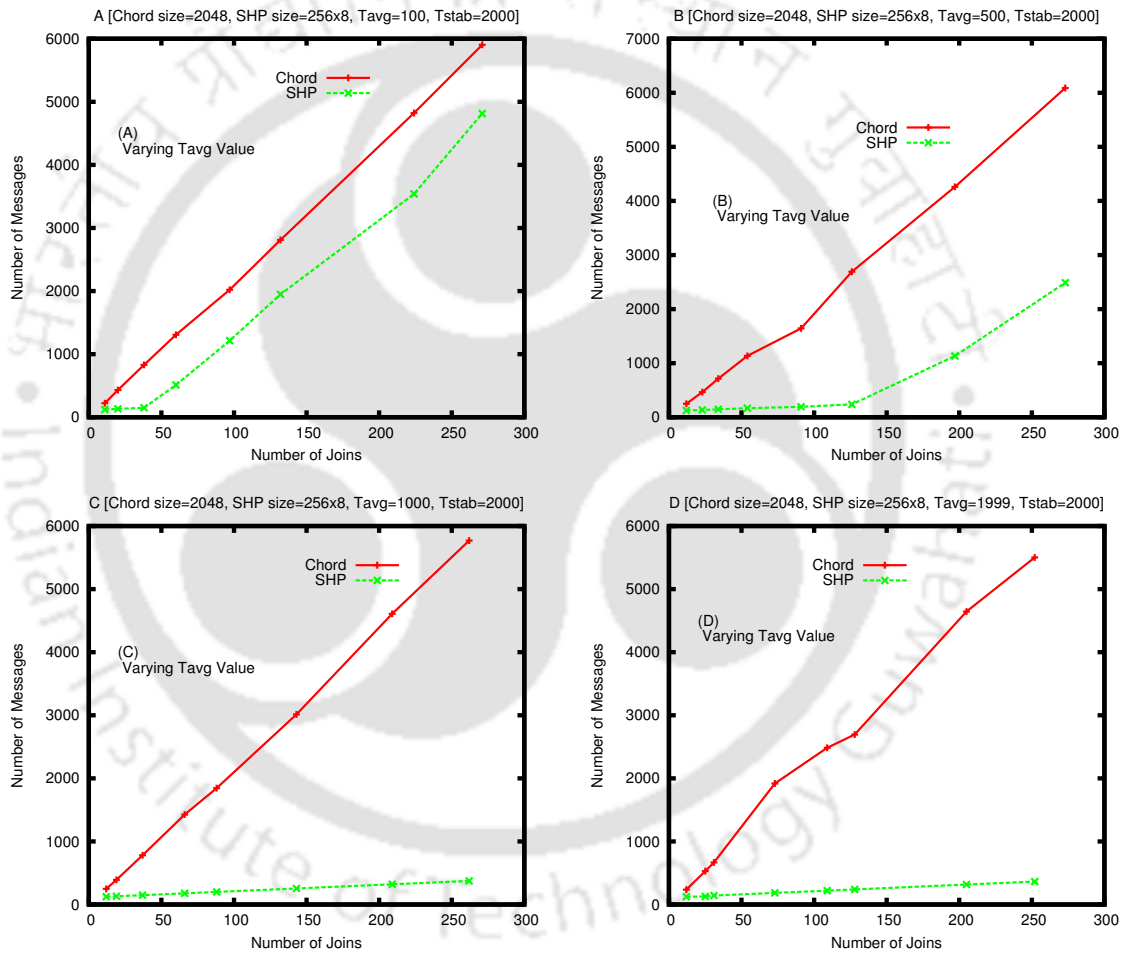 A [Chord size=2048, SHP size=256x8, Tavg=100, Tstab=2000]
6000
5000
4000
3000
2000
1000
0
Number of Messages
Chord
SHP
(A)
Varying Tavg Value
0 50 100 150 200 250 300
Number of Joins
B [Chord size=2048, SHP size=256x8, Tavg=500, Tstab=2000]
7000
6000
5000
4000
3000
2000
1000
0
Number of Messages
Chord
SHP
(B)
Varying Tavg Value
0 50 100 150 200 250 300
Number of Joins
C [Chord size=2048, SHP size=256x8, Tavg=1000, Tstab=2000]
6000
5000
4000
3000
2000
1000
0
Number of Messages
Chord
SHP
(C)
Varying Tavg Value
0 50 100 150 200 250 300
Number of Joins
D [Chord size=2048, SHP size=256x8, Tavg=1999, Tstab=2000]
6000
5000
4000
3000
2000
1000
0
Number of Messages
Chord
SHP
(D)
Varying Tavg Value
0 50 100 150 200 250 300
Number of Joins
Indian Institute of Technology Guwahati